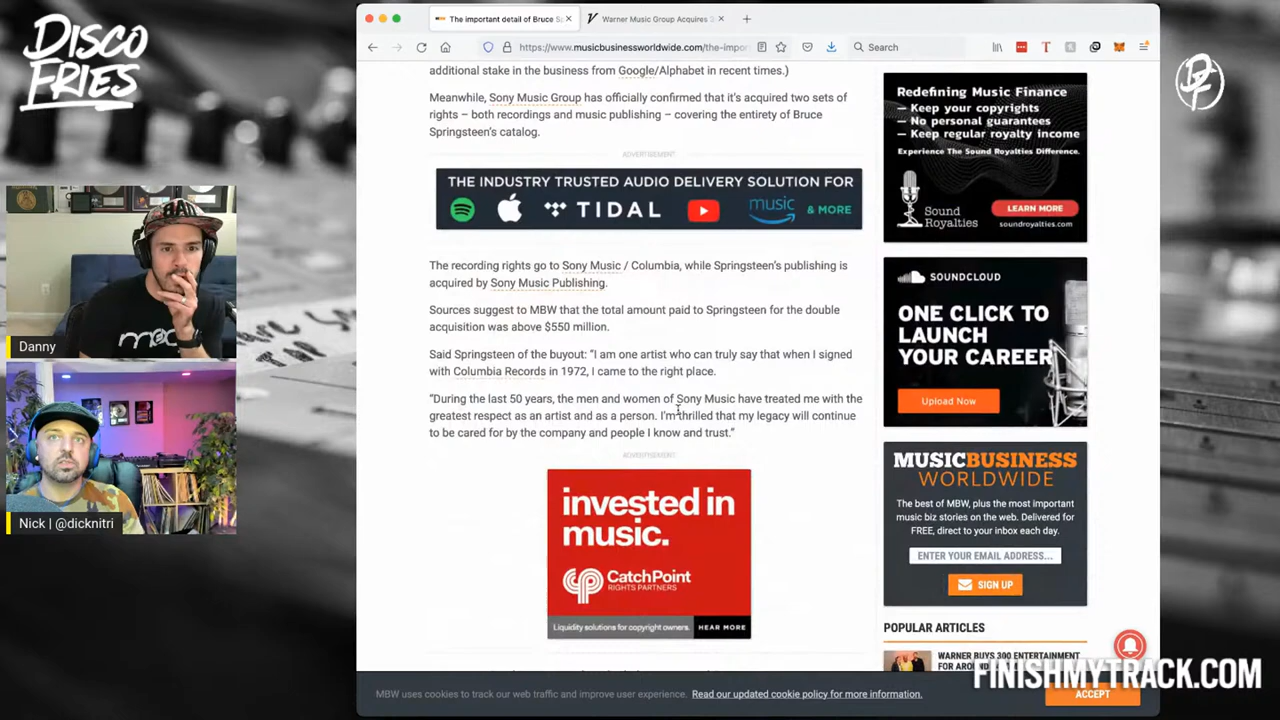 DISCO
FRIES
DF
The important detail of Bruce Sp
Warner Music Group Acquires 3
https://www.musicbusinessworldwide.com/the-impor
Search
additional stake in the business from Google/Alphabet in recent times.)
Meanwhile, Sony Music Group has officially confirmed that it's acquired two sets of
rights – both recordings and music publishing – covering the entirety of Bruce
Springsteen's catalog.
ADVERTISEMENT
THE INDUSTRY TRUSTED AUDIO DELIVERY SOLUTION FOR
TIDAL
music
& MORE
The recording rights go to Sony Music / Columbia, while Springsteen's publishing is
acquired by Sony Music Publishing.
Sources suggest to MBW that the total amount paid to Springsteen for the double
acquisition was above $550 million.
Said Springsteen of the buyout: "I am one artist who can truly say that when I signed
with Columbia Records in 1972, I came to the right place.
"During the last 50 years, the men and women of Sony Music have treated me with the
greatest respect as an artist and as a person. I'm thrilled that my legacy will continue
to be cared for by the company and people I know and trust."
ADVERTISEMENT
invested in
music.
CatchPoint
RIGHTS PARTNERS
Liquidity solutions for copyright owners.
HEAR MORE
Redefining Music Finance
– Keep your copyrights
– No personal guarantees
– Keep regular royalty income
Experience The Sound Royalties Difference.
Sound
Royalties
LEARN MORE
soundroyalties.com
SOUNDCLOUD
ONE CLICK TO
LAUNCH
YOUR CAREER
Upload Now
MUSICBUSINESS
WORLDWIDE
The best of MBW, plus the most important
music biz stories on the web. Delivered for
FREE, direct to your inbox each day.
ENTER YOUR EMAIL ADDRESS...
SIGN UP
POPULAR ARTICLES
WARNER BUYS 300 ENTERTAINMENT
FOR AROUND
MBW uses cookies to track our web traffic and improve user experience. Read our updated cookie policy for more information.
ACCEPT
FINISHMYTRACK.COM
Danny
Nick | @dicknitri